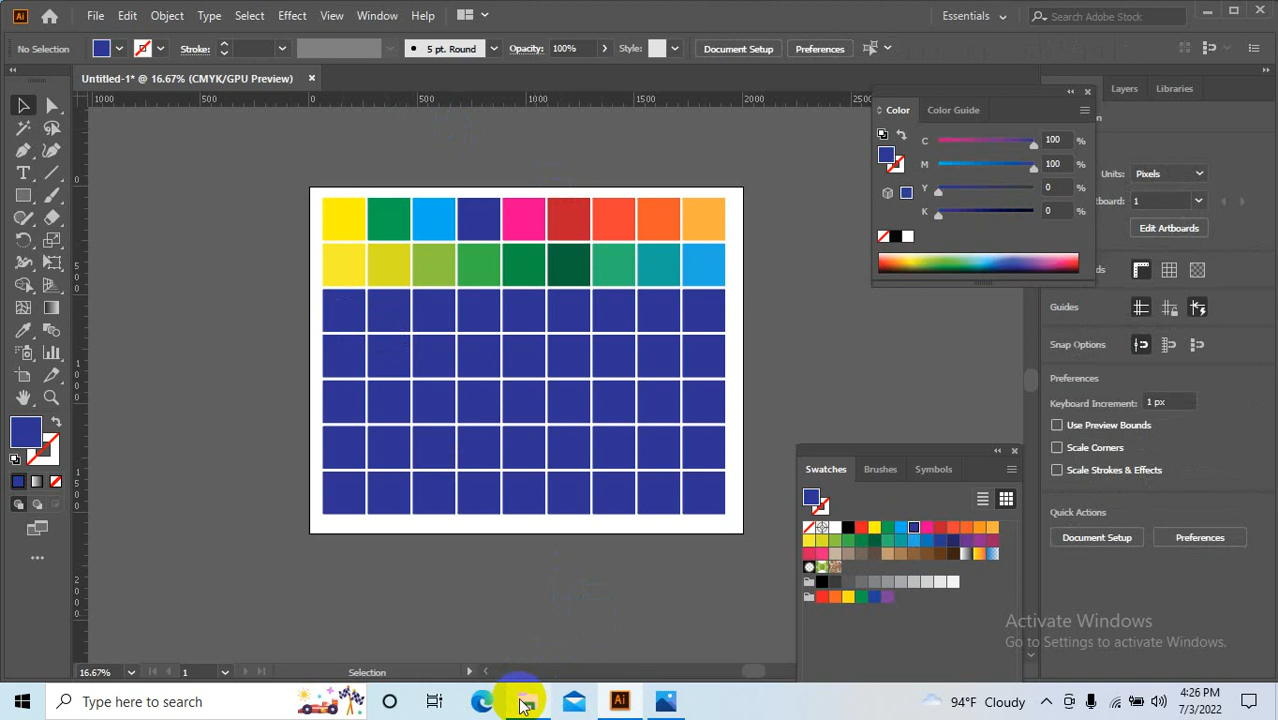 Ai File Edit Object Type Select Effect View Window Help Essentials Search Adobe Stock
No Selection Stroke: 5 pt. Round Opacity: 100% Style: Document Setup Preferences
Untitled-1* @ 16.67% (CMYK/GPU Preview)
Layers Libraries
1000 500 0 500 1000 1500 2000
Color Color Guide
C 100 %
M 100 %
Y 0 %
K 0 %
Units: Pixels
1
Edit Artboards
Guides
Snap Options
Preferences
Keyboard Increment: 1 px
Use Preview Bounds
Scale Corners
Scale Strokes & Effects
Quick Actions
Document Setup Preferences
Swatches Brushes Symbols
Activate Windows
Go to Settings to activate Windows.
16.67% 1 Selection
Type here to search Ai 94°F Cloudy 4:26 PM
7/3/2022